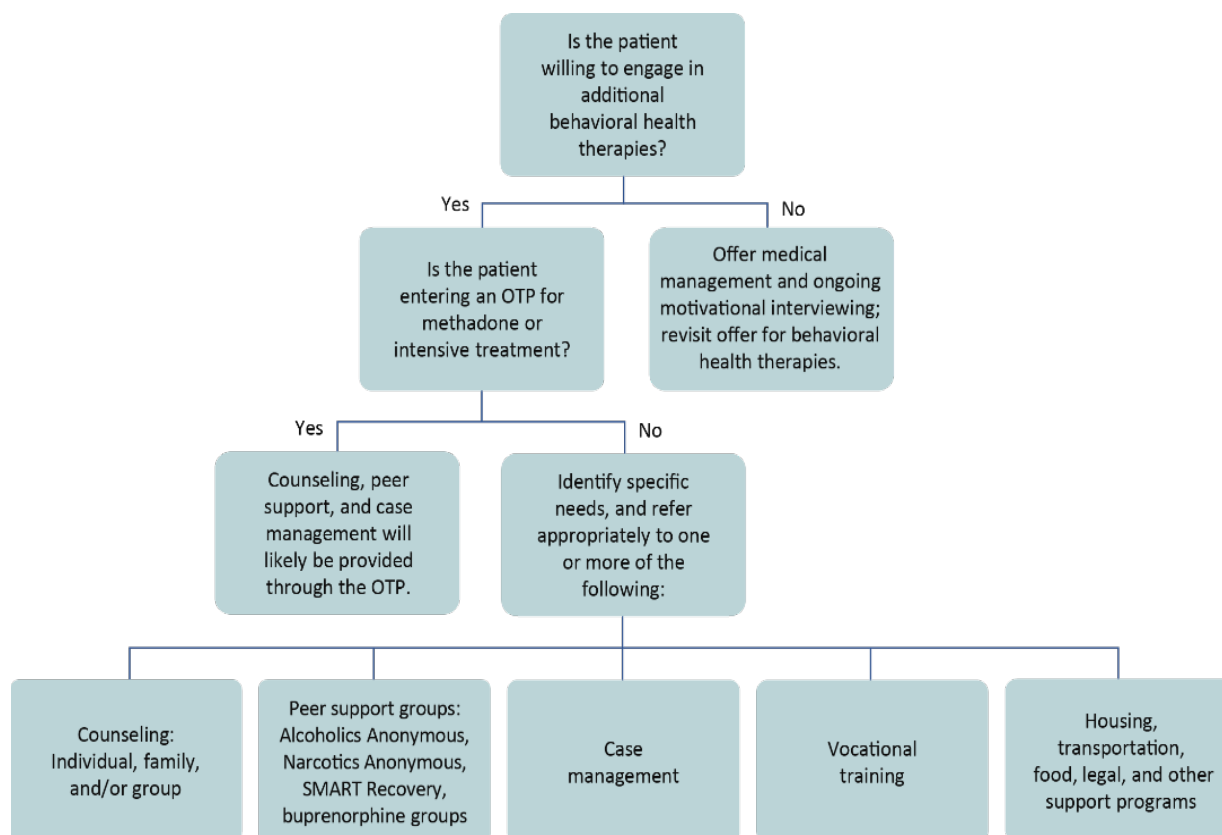 Is the patient
willing to engage in
additional
behavioral health
therapies?
Yes
No
Is the patient
entering an OTP for
methadone or
intensive treatment?
Offer medical
management and ongoing
motivational interviewing;
revisit offer for behavioral
health therapies.
Yes
No
Counseling, peer
support, and case
management will
likely be provided
through the OTP.
Identify specific
needs, and refer
appropriately to one
or more of the
following:
Counseling:
Individual, family,
and/or group
Peer support groups:
Alcoholics Anonymous,
Narcotics Anonymous,
SMART Recovery,
buprenorphine groups
Case
management
Vocational
training
Housing,
transportation,
food, legal, and other
support programs